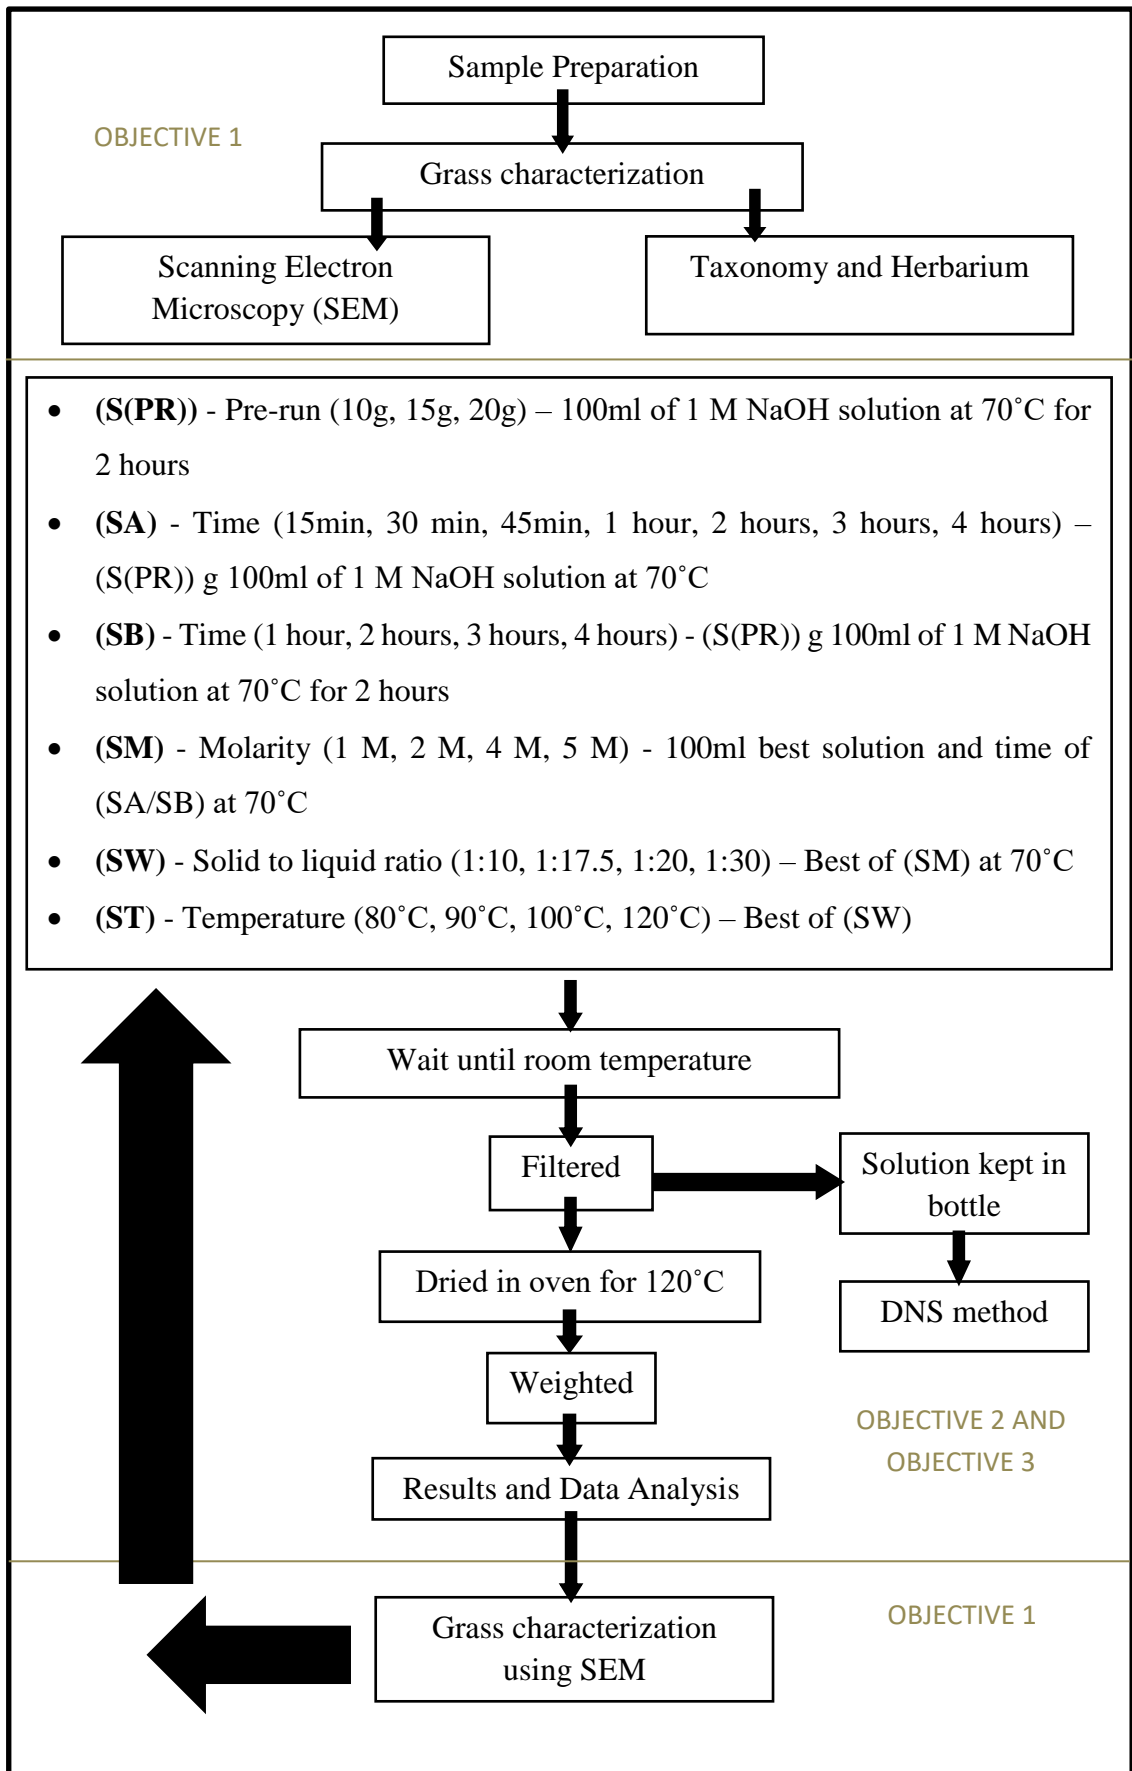 Sample Preparation
OBJECTIVE 1
Grass characterization
Scanning Electron
Microscopy (SEM)
Taxonomy and Herbarium
• (S(PR)) - Pre-run (10g, 15g, 20g) – 100ml of 1 M NaOH solution at 70˚C for
2 hours
• (SA) - Time (15min, 30 min, 45min, 1 hour, 2 hours, 3 hours, 4 hours) –
(S(PR)) g 100ml of 1 M NaOH solution at 70˚C
• (SB) - Time (1 hour, 2 hours, 3 hours, 4 hours) - (S(PR)) g 100ml of 1 M NaOH
solution at 70˚C for 2 hours
• (SM) - Molarity (1 M, 2 M, 4 M, 5 M) - 100ml best solution and time of
(SA/SB) at 70˚C
• (SW) - Solid to liquid ratio (1:10, 1:17.5, 1:20, 1:30) – Best of (SM) at 70˚C
• (ST) - Temperature (80˚C, 90˚C, 100˚C, 120˚C) – Best of (SW)
Wait until room temperature
Filtered
Solution kept in
bottle
Dried in oven for 120˚C
DNS method
Weighted
OBJECTIVE 2 AND
OBJECTIVE 3
Results and Data Analysis
OBJECTIVE 1
Grass characterization
using SEM